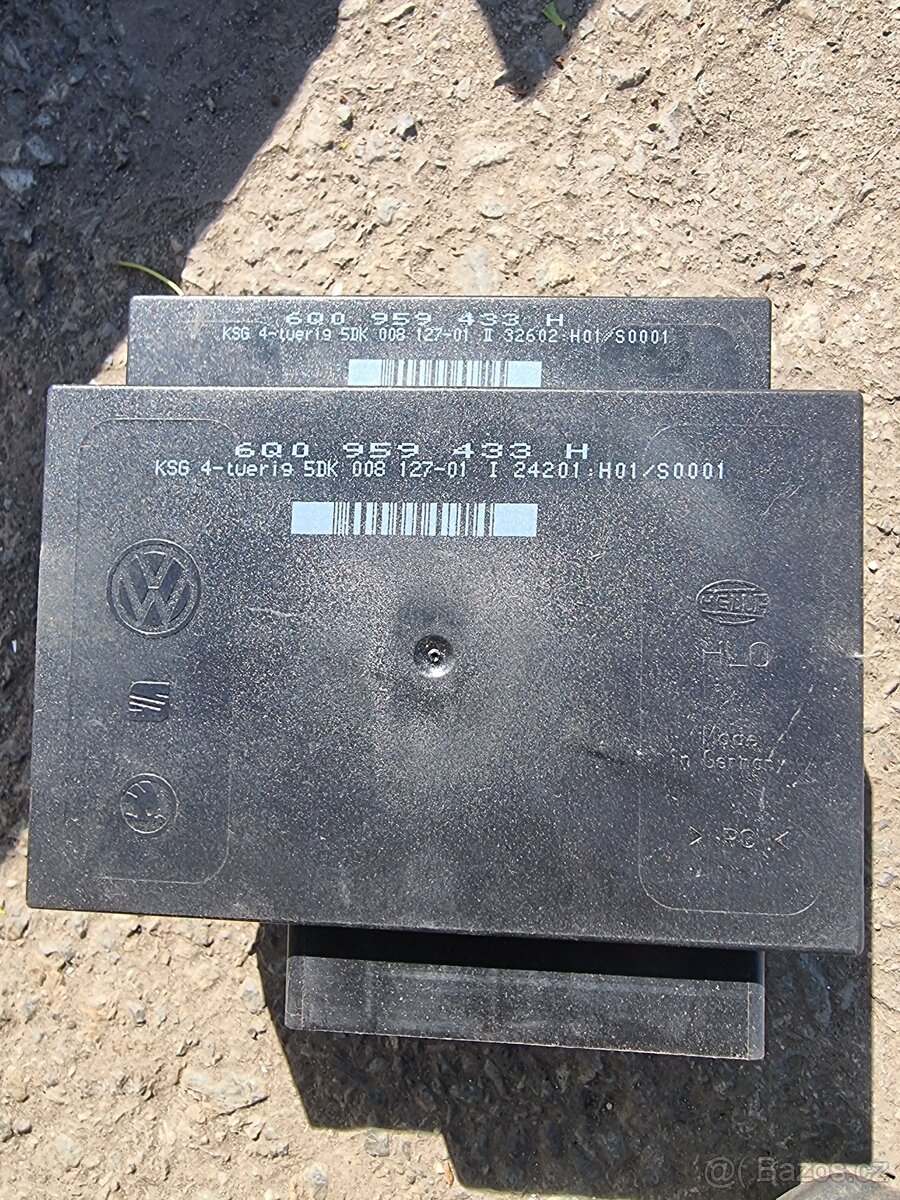 6Q0 959 433 H
KSG 4-tuerig 5DK 008 127-01 II 32602:H01/S0001
6Q0 959 433 H
KSG 4-tuerig 5DK 008 127-01 I 24201:H01/S0001
HELLA
HLO
Made
in Germany
> PC <
@( Bazos.cz